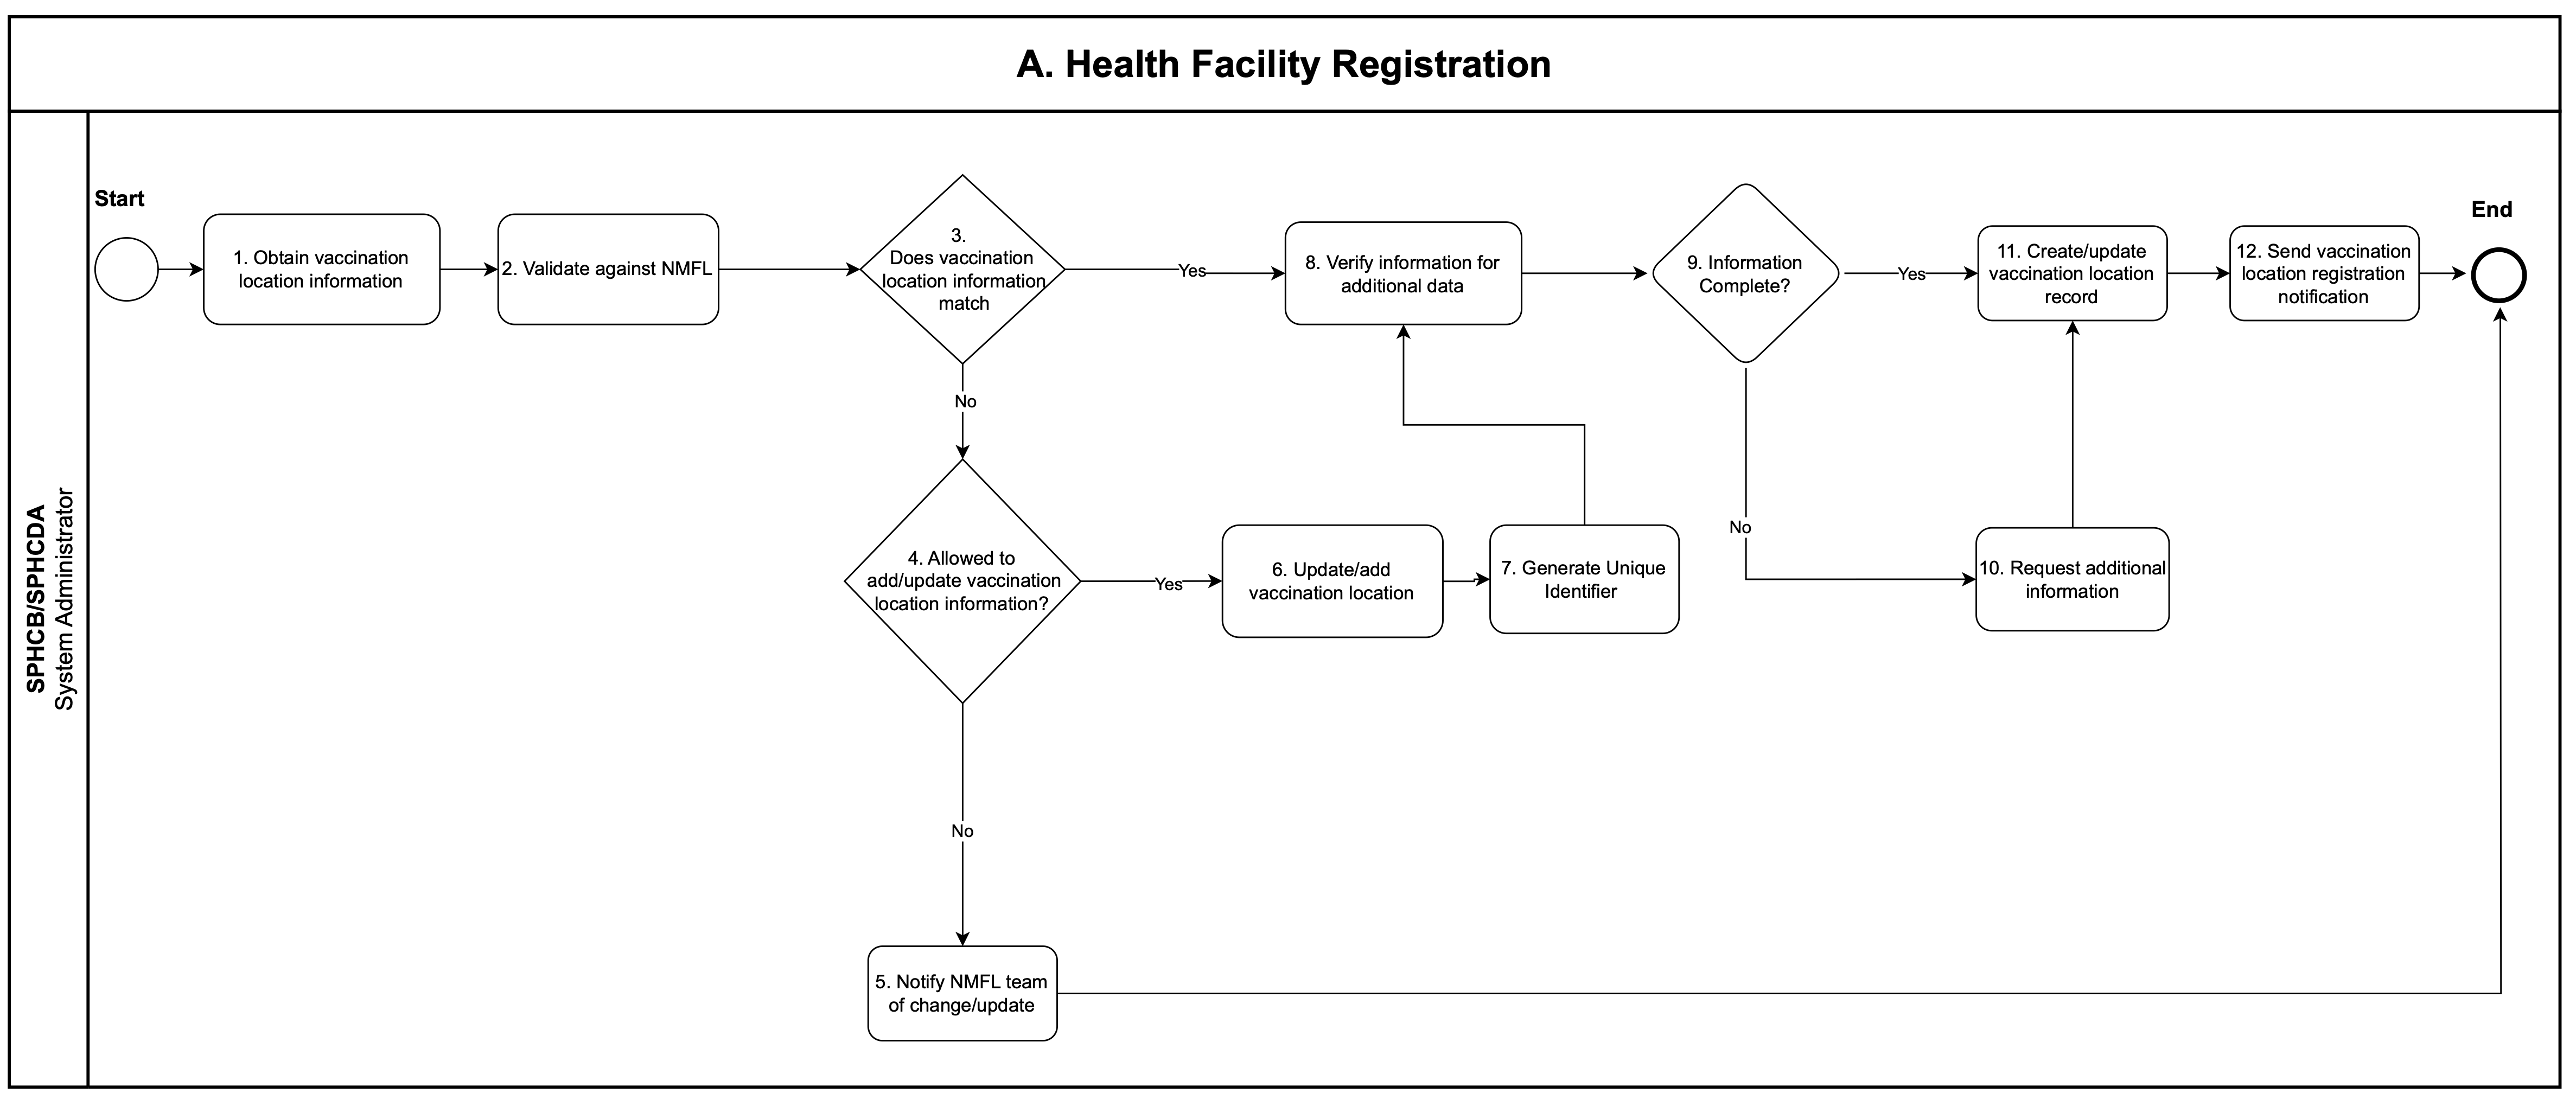 A. Health Facility Registration
SPHCB/SPHCDA
System Administrator
Start
1. Obtain vaccination
location information
2. Validate against NMFL
3.
Does vaccination
location information
match
Yes
No
4. Allowed to
add/update vaccination
location information?
Yes
No
5. Notify NMFL team
of change/update
6. Update/add
vaccination location
7. Generate Unique
Identifier
8. Verify information for
additional data
9. Information
Complete?
Yes
No
10. Request additional
information
11. Create/update
vaccination location
record
12. Send vaccination
location registration
notification
End